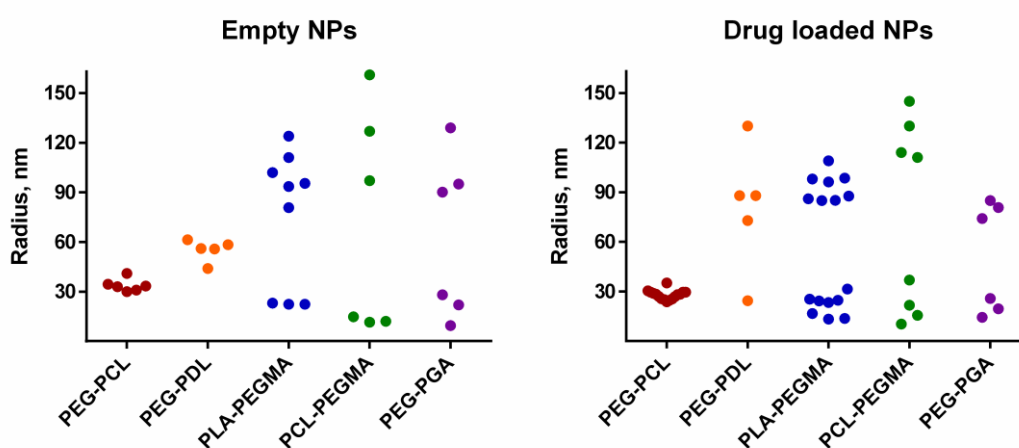 Empty NPs
Radius, nm
150
120
90
60
30
PEG-PCL
PEG-PDL
PLA-PEGMA
PCL-PEGMA
PEG-PGA
Drug loaded NPs
Radius, nm
150
120
90
60
30
PEG-PCL
PEG-PDL
PLA-PEGMA
PCL-PEGMA
PEG-PGA